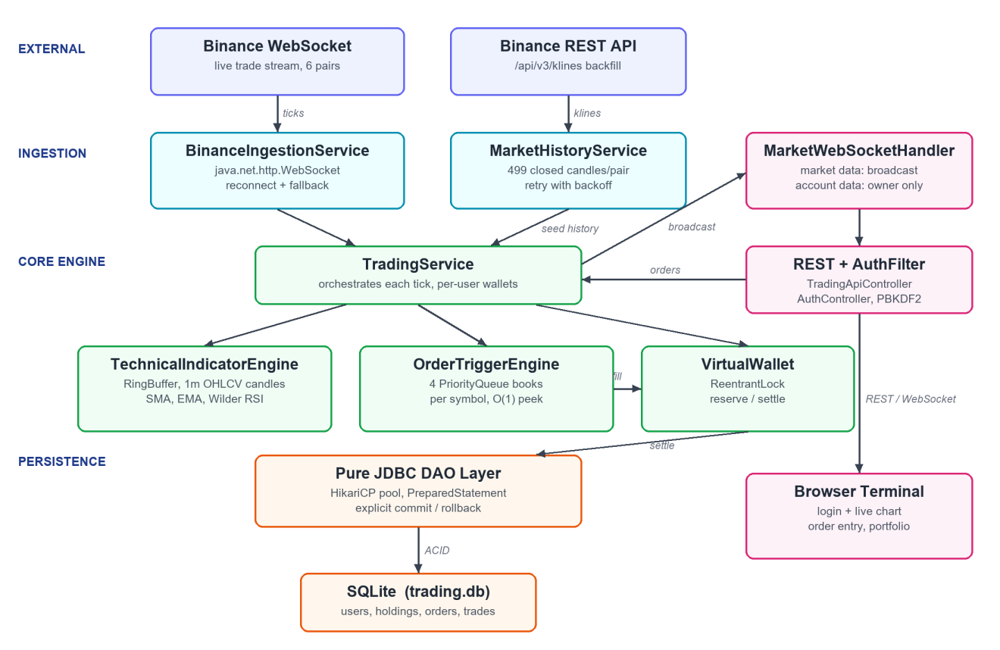 EXTERNAL
Binance WebSocket
live trade stream, 6 pairs
Binance REST API
/api/v3/klines backfill
ticks
klines
INGESTION
BinanceIngestionService
java.net.http.WebSocket
reconnect + fallback
MarketHistoryService
499 closed candles/pair
retry with backoff
MarketWebSocketHandler
market data: broadcast
account data: owner only
seed history
broadcast
CORE ENGINE
TradingService
orchestrates each tick, per-user wallets
orders
REST + AuthFilter
TradingApiController
AuthController, PBKDF2
TechnicalIndicatorEngine
RingBuffer, 1m OHLCV candles
SMA, EMA, Wilder RSI
OrderTriggerEngine
4 PriorityQueue books
per symbol, O(1) peek
fill
VirtualWallet
ReentrantLock
reserve / settle
REST / WebSocket
settle
PERSISTENCE
Pure JDBC DAO Layer
HikariCP pool, PreparedStatement
explicit commit / rollback
Browser Terminal
login + live chart
order entry, portfolio
ACID
SQLite (trading.db)
users, holdings, orders, trades